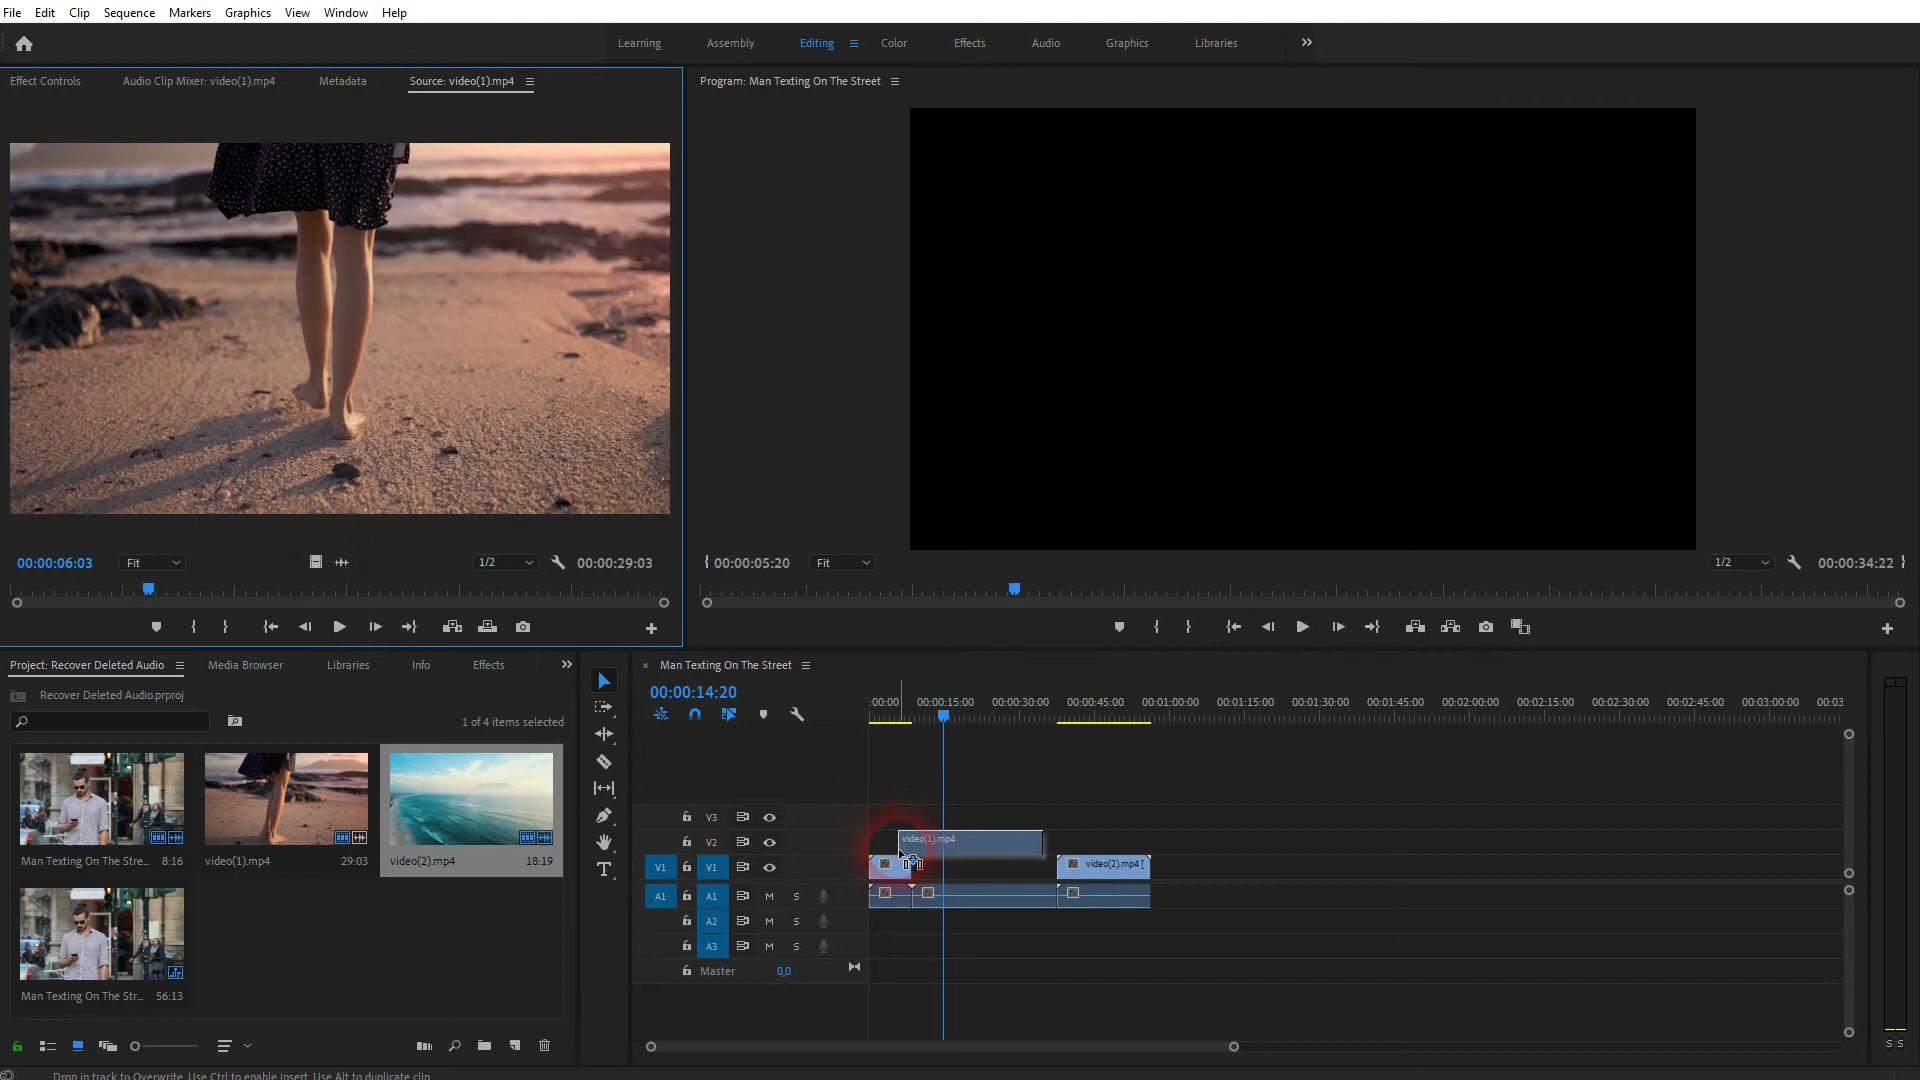 File Edit Clip Sequence Markers Graphics View Window Help
Learning Assembly Editing Color Effects Audio Graphics Libraries
Effect Controls Audio Clip Mixer: video(1).mp4 Metadata Source: video(1).mp4
Program: Man Texting On The Street
00:00:06:03 Fit 1/2 00:00:29:03
00:00:05:20 Fit 1/2 00:00:34:22
Project: Recover Deleted Audio Media Browser Libraries Info Effects
Recover Deleted Audio.prproj
1 of 4 items selected
Man Texting On The Stre... 8:16 video(1).mp4 29:03 video(2).mp4 18:19
Man Texting On The Str... 56:13
Man Texting On The Street
00:00:14:20
:00:00 00:00:15:00 00:00:30:00 00:00:45:00 00:01:00:00 00:01:15:00 00:01:30:00 00:01:45:00 00:02:00:00 00:02:15:00 00:02:30:00 00:02:45:00 00:03:00:00 00:03
V3
V2 video(1).mp4
V1 V1 fx fx video(2).mp4 [
A1 A1 M S fx fx fx
A2 M S
A3 M S
Master 0,0
S S
Drop in track to Overwrite. Use Ctrl to enable Insert. Use Alt to duplicate clip.